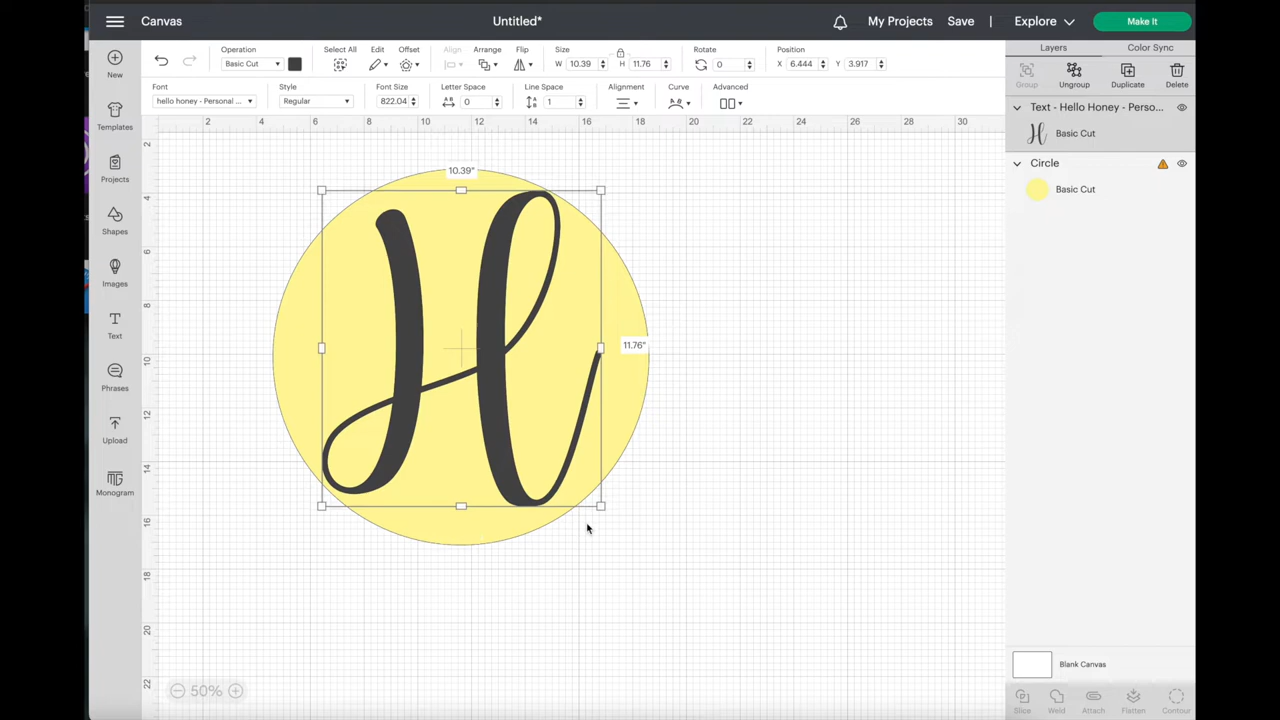 Canvas
Untitled*
My Projects Save | Explore Make It
Operation Select All Edit Offset Align Arrange Flip Size Rotate Position
Basic Cut W 10.39 H 11.76 0 X 6.444 Y 3.917
Font Style Font Size Letter Space Line Space Alignment Curve Advanced
hello honey - Personal ... Regular 822.04 0 1
2 4 6 8 10 12 14 16 18 20 22 24 26 28 30
2
4
6
8
10
12
14
16
18
20
22
New
Templates
Projects
Shapes
Images
Text
Phrases
Upload
Monogram
10.39"
11.76"
H
50%
Layers Color Sync
Group Ungroup Duplicate Delete
Text - Hello Honey - Perso...
H Basic Cut
Circle
Basic Cut
Blank Canvas
Slice Weld Attach Flatten Contour